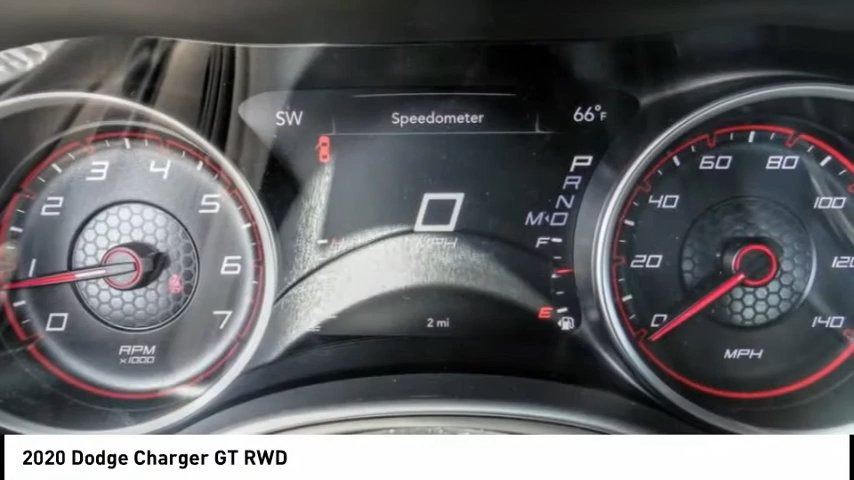 SW Speedometer 66°F
0 1 2 3 4 5 6 7
RPM
x1000
0
MPH
P
R
N
M◂D
F
E
2 mi
0 20 40 60 80 100 120 140
MPH
2020 Dodge Charger GT RWD